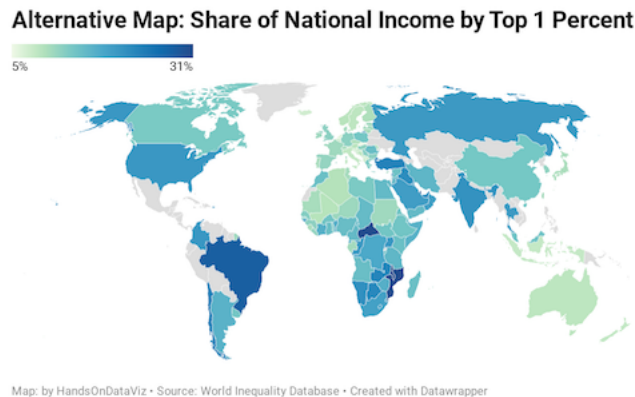 Alternative Map: Share of National Income by Top 1 Percent
5% 31%
Map: by HandsOnDataViz • Source: World Inequality Database • Created with Datawrapper